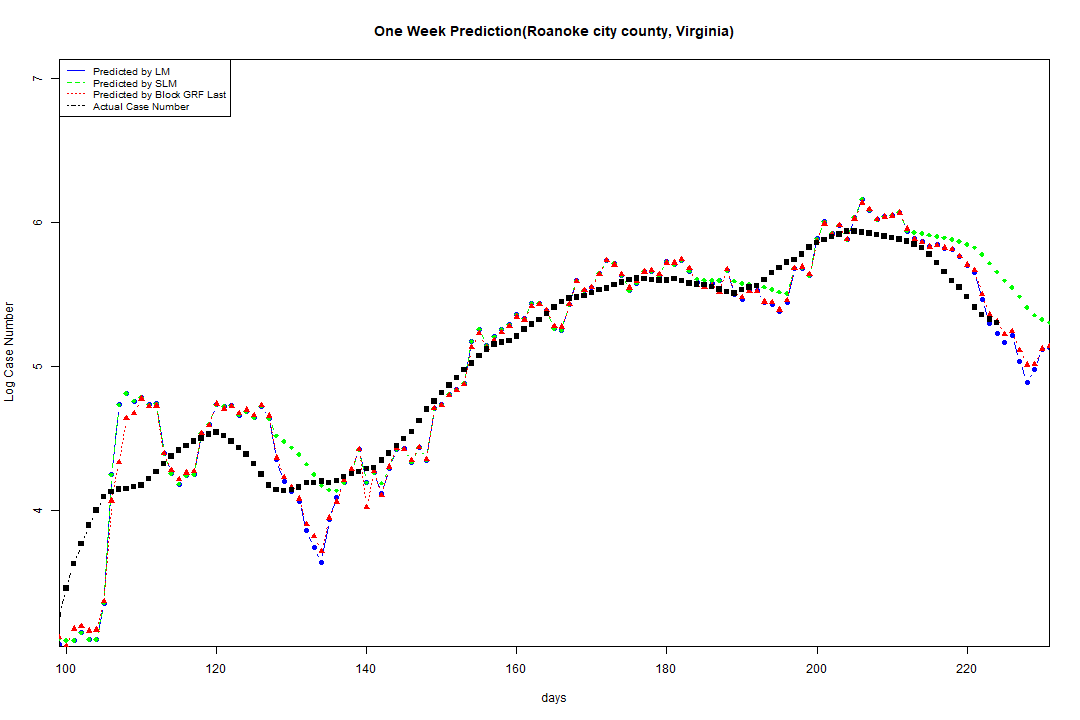 One Week Prediction(Roanoke city county, Virginia)
Predicted by LM
Predicted by SLM
Predicted by Block GRF Last
Actual Case Number
7
6
5
4
Log Case Number
100 120 140 160 180 200 220
days